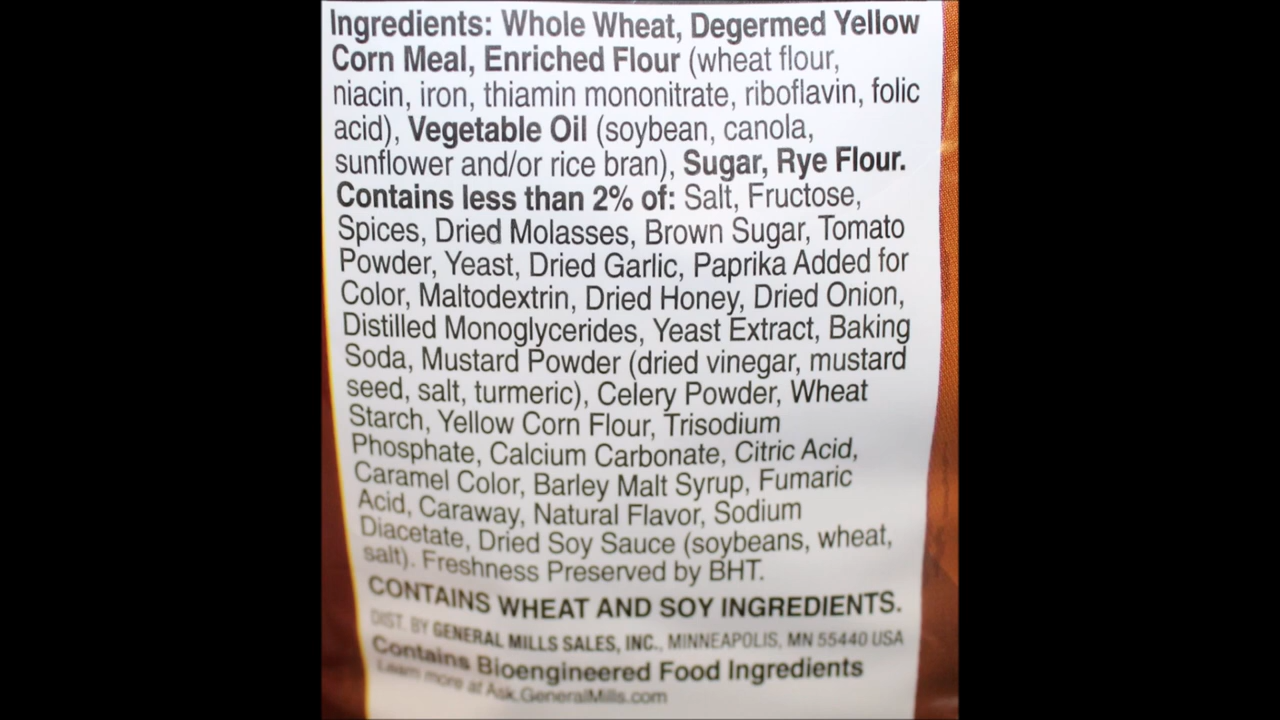 Ingredients: Whole Wheat, Degermed Yellow
Corn Meal, Enriched Flour (wheat flour,
niacin, iron, thiamin mononitrate, riboflavin, folic
acid), Vegetable Oil (soybean, canola,
sunflower and/or rice bran), Sugar, Rye Flour.
Contains less than 2% of: Salt, Fructose,
Spices, Dried Molasses, Brown Sugar, Tomato
Powder, Yeast, Dried Garlic, Paprika Added for
Color, Maltodextrin, Dried Honey, Dried Onion,
Distilled Monoglycerides, Yeast Extract, Baking
Soda, Mustard Powder (dried vinegar, mustard
seed, salt, turmeric), Celery Powder, Wheat
Starch, Yellow Corn Flour, Trisodium
Phosphate, Calcium Carbonate, Citric Acid,
Caramel Color, Barley Malt Syrup, Fumaric
Acid, Caraway, Natural Flavor, Sodium
Diacetate, Dried Soy Sauce (soybeans, wheat,
salt). Freshness Preserved by BHT.
CONTAINS WHEAT AND SOY INGREDIENTS.
DIST. BY GENERAL MILLS SALES, INC., MINNEAPOLIS, MN 55440 USA
Contains Bioengineered Food Ingredients
Learn more at Ask.GeneralMills.com